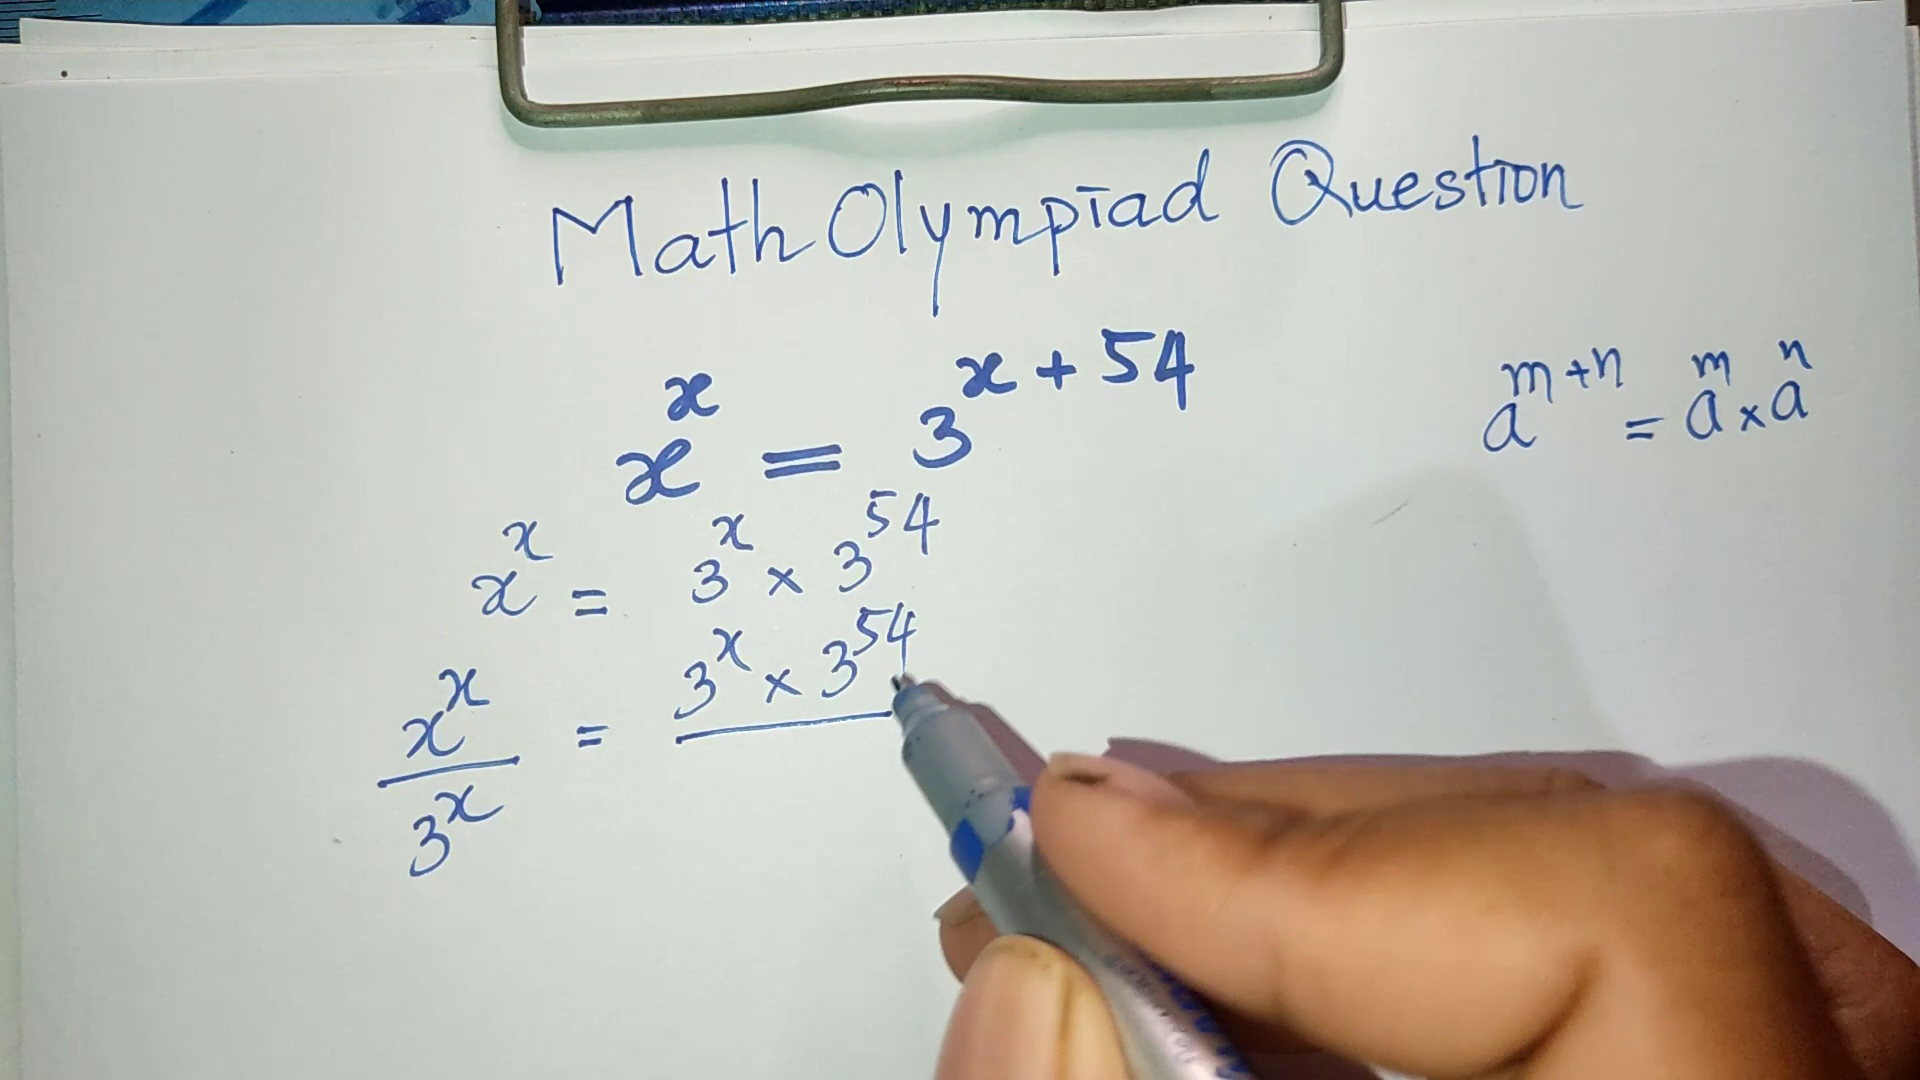 Math Olympiad Question
x^x = 3^(x+54)
a^(m+n) = a^m × a^n
x^x = 3^x × 3^54
x^x / 3^x = 3^x × 3^54